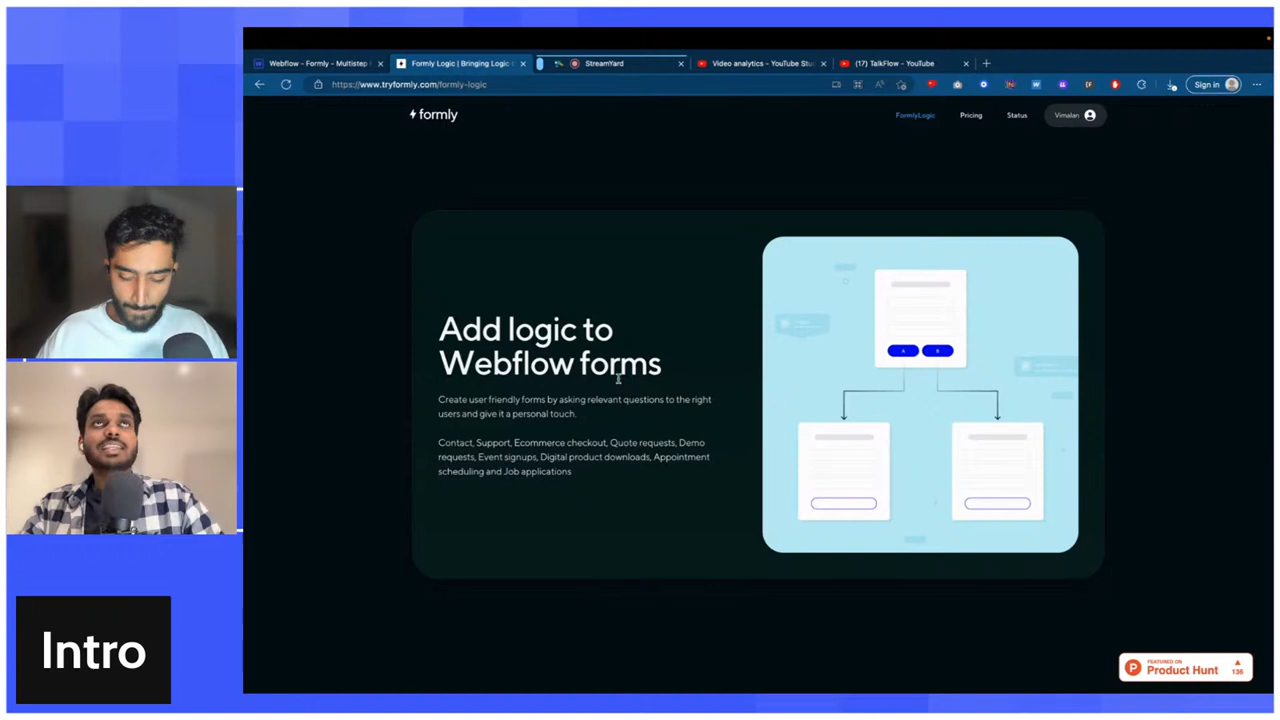 Webflow - Formly - Multistep
Formly Logic | Bringing Logic
StreamYard
Video analytics - YouTube Stu
(17) TalkFlow - YouTube
https://www.tryformly.com/formly-logic
Sign in
formly
FormlyLogic
Pricing
Status
Vimalan
Add logic to
Webflow forms
Create user friendly forms by asking relevant questions to the right
users and give it a personal touch.
Contact, Support, Ecommerce checkout, Quote requests, Demo
requests, Event signups, Digital product downloads, Appointment
scheduling and Job applications
A
B
Intro
FEATURED ON
Product Hunt
136